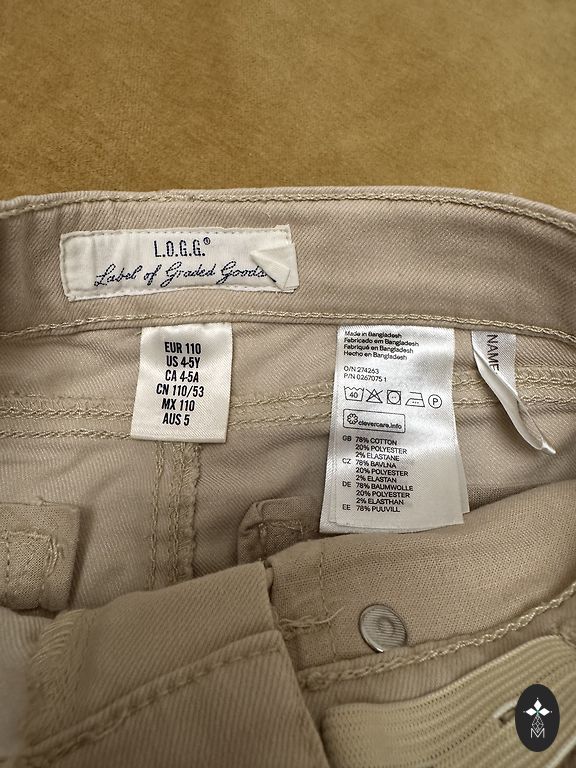 L.O.G.G.®
Label of Graded Goods
EUR 110
US 4-5Y
CA 4-5A
CN 110/53
MX 110
AUS 5
Made in Bangladesh
Fabricado em Bangladesh
Fabriqué en Bangladesh
Hecho en Bangladesh
O/N 274263
P/N 0267075 1
40
P
clevercare.info
GB 78% COTTON
20% POLYESTER
2% ELASTANE
CZ 78% BAVLNA
20% POLYESTER
2% ELASTAN
DE 78% BAUMWOLLE
20% POLYESTER
2% ELASTHAN
EE 78% PUUVILL
NAME